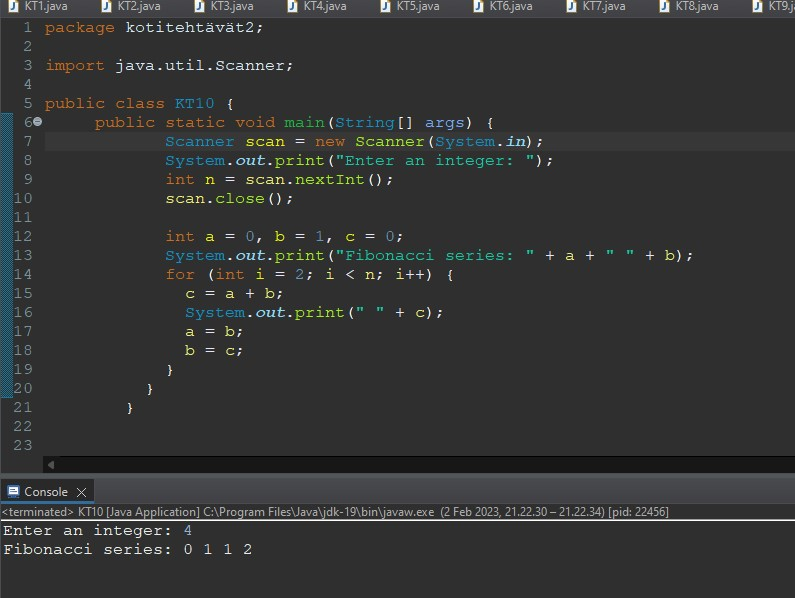 KT1.java KT2.java KT3.java KT4.java KT5.java KT6.java KT7.java KT8.java KT9.j
1 package kotitehtävät2;
2
3 import java.util.Scanner;
4
5 public class KT10 {
6 public static void main(String[] args) {
7 Scanner scan = new Scanner(System.in);
8 System.out.print("Enter an integer: ");
9 int n = scan.nextInt();
10 scan.close();
11
12 int a = 0, b = 1, c = 0;
13 System.out.print("Fibonacci series: " + a + " " + b);
14 for (int i = 2; i < n; i++) {
15 c = a + b;
16 System.out.print(" " + c);
17 a = b;
18 b = c;
19 }
20 }
21 }
22
23
Console
<terminated> KT10 [Java Application] C:\Program Files\Java\jdk-19\bin\javaw.exe (2 Feb 2023, 21.22.30 – 21.22.34) [pid: 22456]
Enter an integer: 4
Fibonacci series: 0 1 1 2